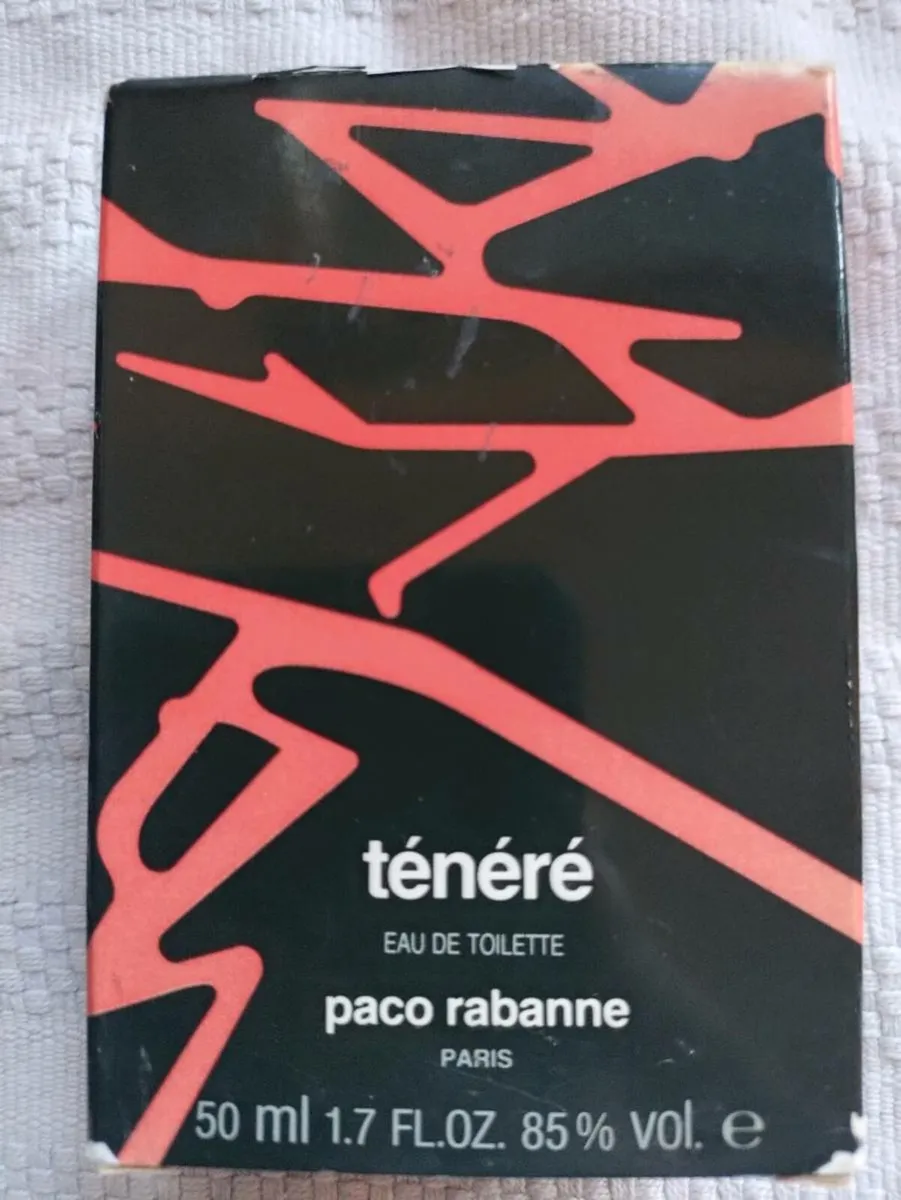 ténéré
EAU DE TOILETTE
paco rabanne
PARIS
50 ml 1.7 FL.OZ. 85% vol. ℮